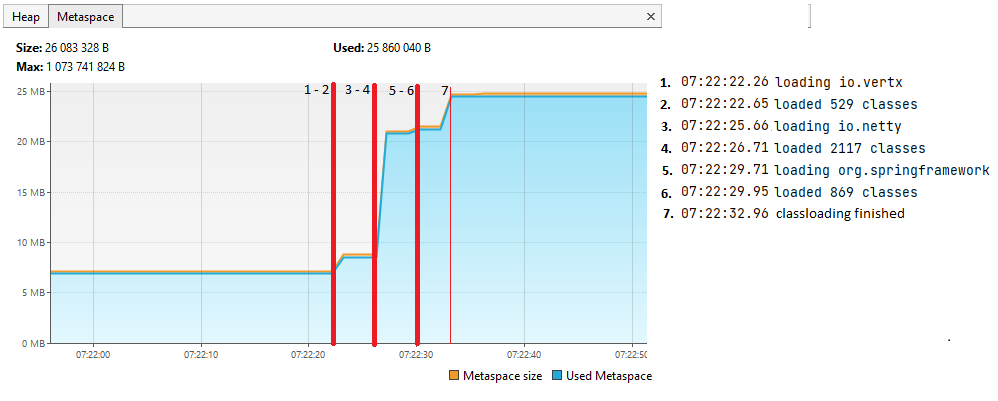 Heap Metaspace ×
Size: 26 083 328 B Used: 25 860 040 B
Max: 1 073 741 824 B
1 - 2 3 - 4 5 - 6 7
25 MB
20 MB
15 MB
10 MB
5 MB
0 MB
07:22:00 07:22:10 07:22:20 07:22:30 07:22:40 07:22:50
Metaspace size Used Metaspace
1. 07:22:22.26 loading io.vertx
2. 07:22:22.65 loaded 529 classes
3. 07:22:25.66 loading io.netty
4. 07:22:26.71 loaded 2117 classes
5. 07:22:29.71 loading org.springframework
6. 07:22:29.95 loaded 869 classes
7. 07:22:32.96 classloading finished